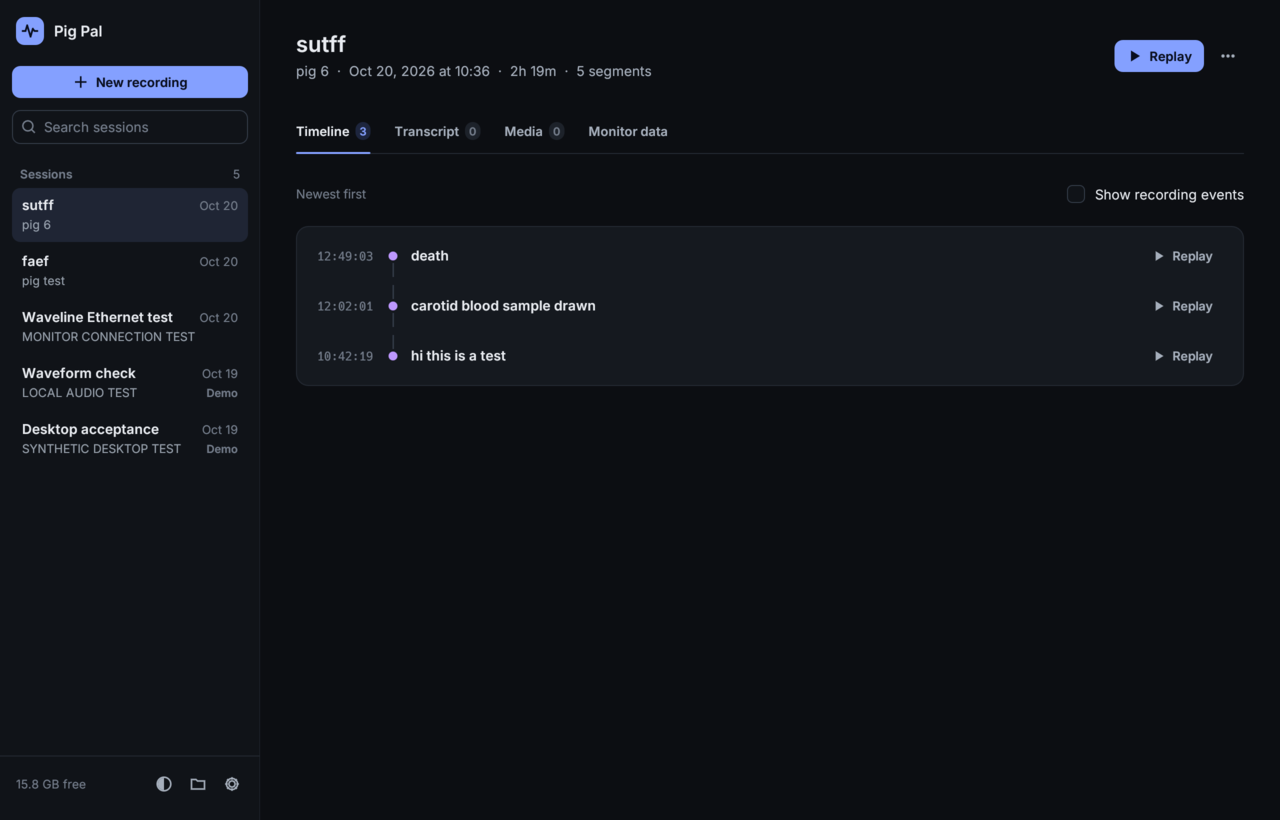 Pig Pal
New recording
Search sessions
Sessions 5
sutff Oct 20
pig 6
faef Oct 20
pig test
Waveline Ethernet test Oct 20
MONITOR CONNECTION TEST
Waveform check Oct 19
LOCAL AUDIO TEST Demo
Desktop acceptance Oct 19
SYNTHETIC DESKTOP TEST Demo
15.8 GB free
sutff
pig 6 · Oct 20, 2026 at 10:36 · 2h 19m · 5 segments
Replay
Timeline 3 Transcript 0 Media 0 Monitor data
Newest first Show recording events
12:49:03 death Replay
12:02:01 carotid blood sample drawn Replay
10:42:19 hi this is a test Replay